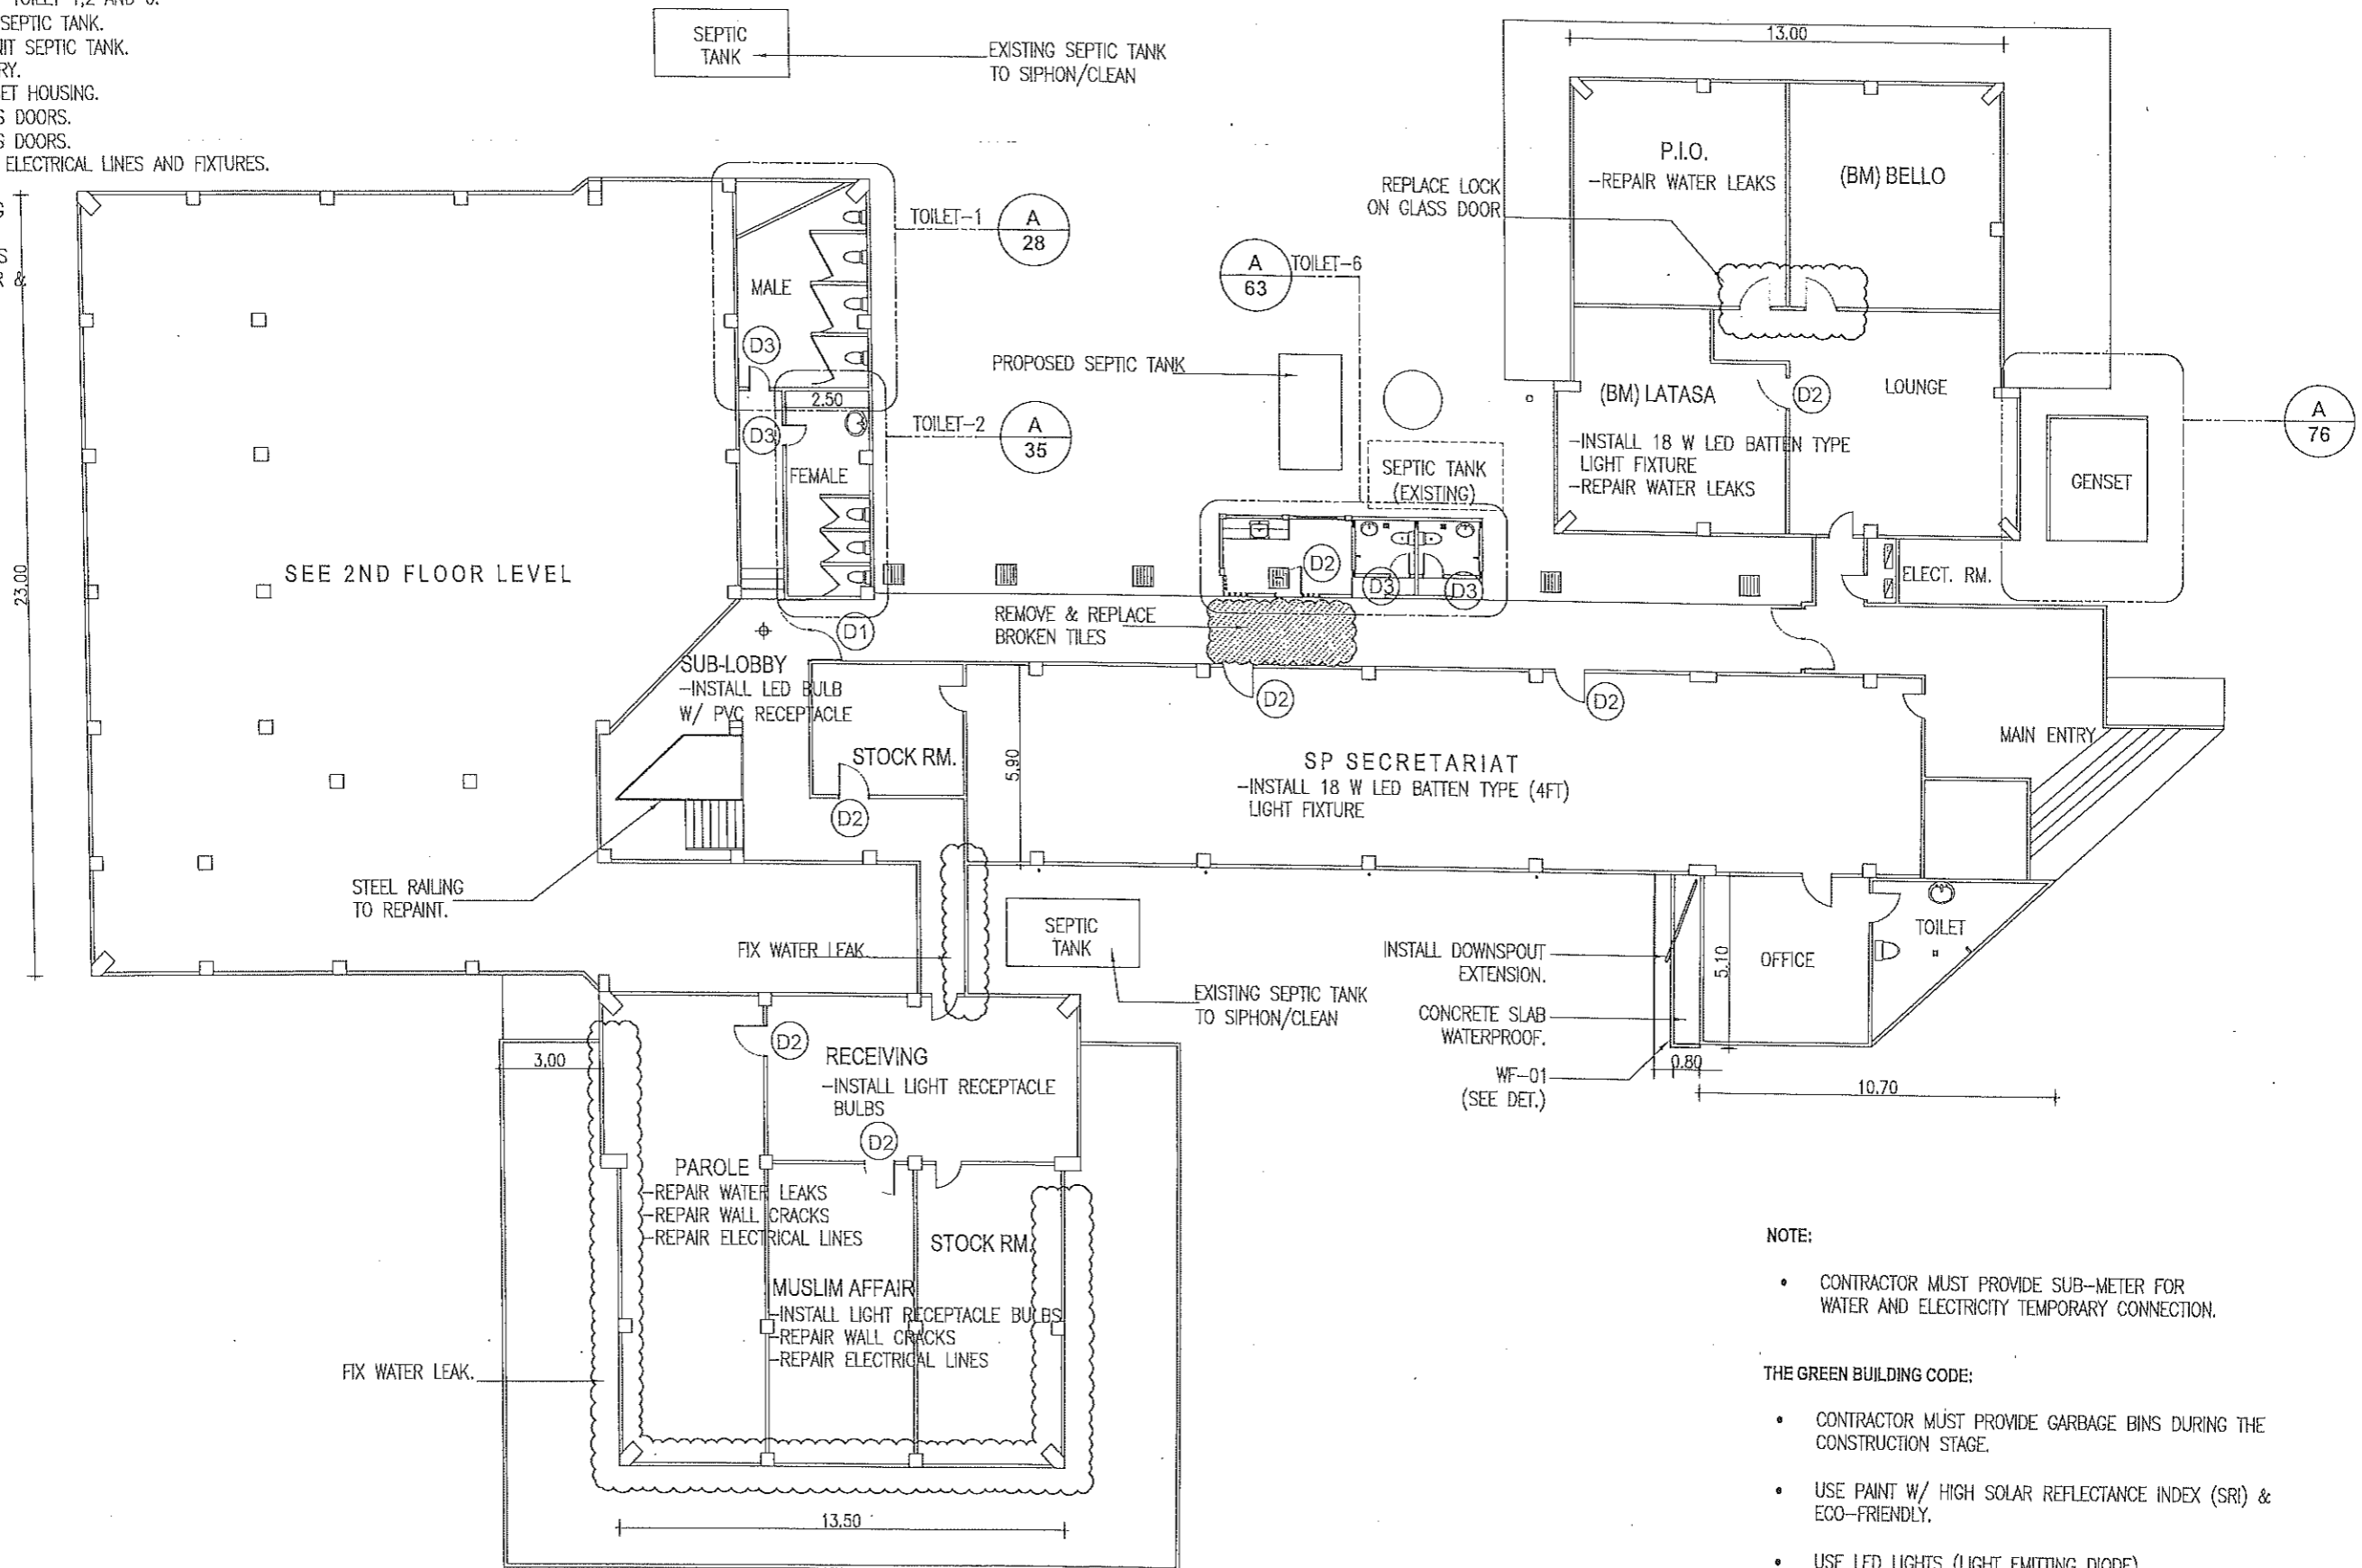 TOILET 1,2 AND 6.
SEPTIC TANK.
SEPTIC TANK.
ET HOUSING.
DOORS.
DOORS.
ELECTRICAL LINES AND FIXTURES.
&
SEPTIC
TANK
EXISTING SEPTIC TANK
TO SIPHON/CLEAN
13.00
P.I.O.
-REPAIR WATER LEAKS
(BM) BELLO
REPLACE LOCK
ON GLASS DOOR
TOILET-1
A
28
A
63
TOILET-6
MALE
D3
PROPOSED SEPTIC TANK
2.50
D3
TOILET-2
A
35
FEMALE
SEPTIC TANK
(EXISTING)
(BM) LATASA
D2
LOUNGE
-INSTALL 18 W LED BATTEN TYPE
LIGHT FIXTURE
-REPAIR WATER LEAKS
GENSET
A
76
23.00
SEE 2ND FLOOR LEVEL
D2
D3
D3
ELECT. RM.
REMOVE & REPLACE
BROKEN TILES
D1
SUB-LOBBY
-INSTALL LED BULB
W/ PVC RECEPTACLE
D2
D2
STOCK RM.
5.90
SP SECRETARIAT
-INSTALL 18 W LED BATTEN TYPE (4FT)
LIGHT FIXTURE
MAIN ENTRY
D2
STEEL RAILING
TO REPAINT.
FIX WATER LEAK.
SEPTIC
TANK
EXISTING SEPTIC TANK
TO SIPHON/CLEAN
INSTALL DOWNSPOUT
EXTENSION.
CONCRETE SLAB
WATERPROOF.
WF-01
(SEE DET.)
5.10
OFFICE
TOILET
0.80
10.70
3.00
D2
RECEIVING
-INSTALL LIGHT RECEPTACLE
BULBS
D2
PAROLE
-REPAIR WATER LEAKS
-REPAIR WALL CRACKS
-REPAIR ELECTRICAL LINES
STOCK RM.
MUSLIM AFFAIR
-INSTALL LIGHT RECEPTACLE BULBS
-REPAIR WALL CRACKS
-REPAIR ELECTRICAL LINES
FIX WATER LEAK.
13.50
NOTE:
• CONTRACTOR MUST PROVIDE SUB-METER FOR
WATER AND ELECTRICITY TEMPORARY CONNECTION.
THE GREEN BUILDING CODE:
• CONTRACTOR MUST PROVIDE GARBAGE BINS DURING THE
CONSTRUCTION STAGE.
• USE PAINT W/ HIGH SOLAR REFLECTANCE INDEX (SRI) &
ECO-FRIENDLY.
• USE LED LIGHTS (LIGHT EMITTING DIODE)